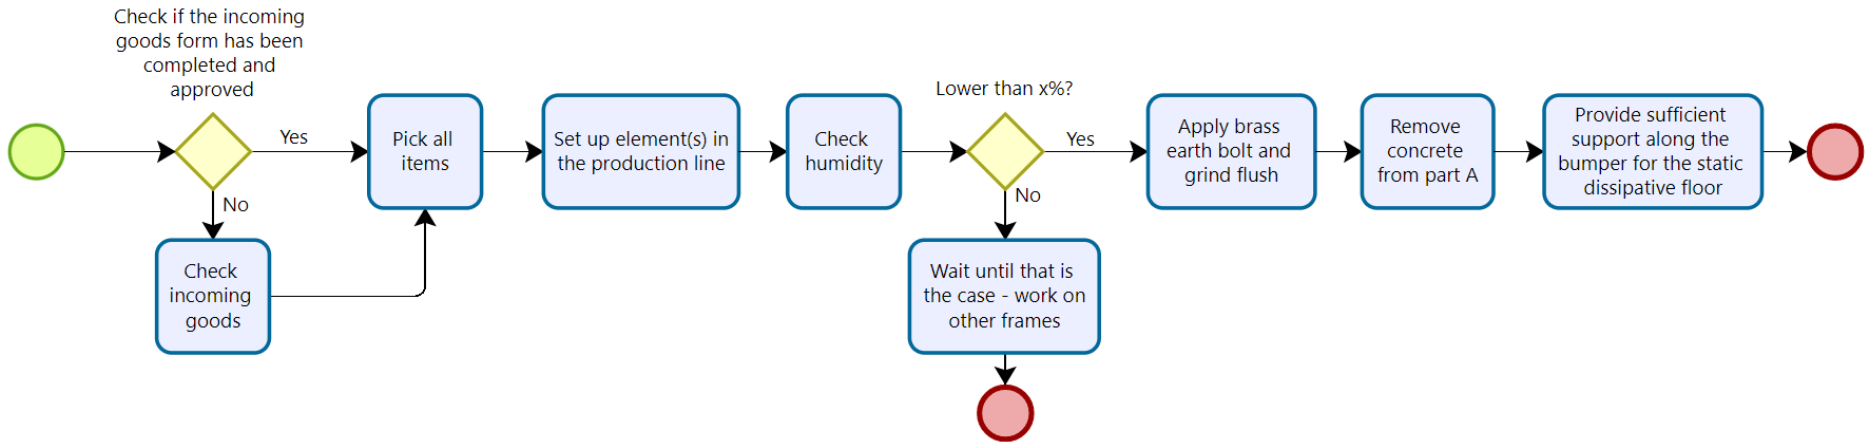 Check if the incoming
goods form has been
completed and
approved
Yes
No
Check
incoming
goods
Pick all
items
Set up element(s) in
the production line
Check
humidity
Lower than x%?
Yes
No
Wait until that is
the case - work on
other frames
Apply brass
earth bolt and
grind flush
Remove
concrete
from part A
Provide sufficient
support along the
bumper for the static
dissipative floor